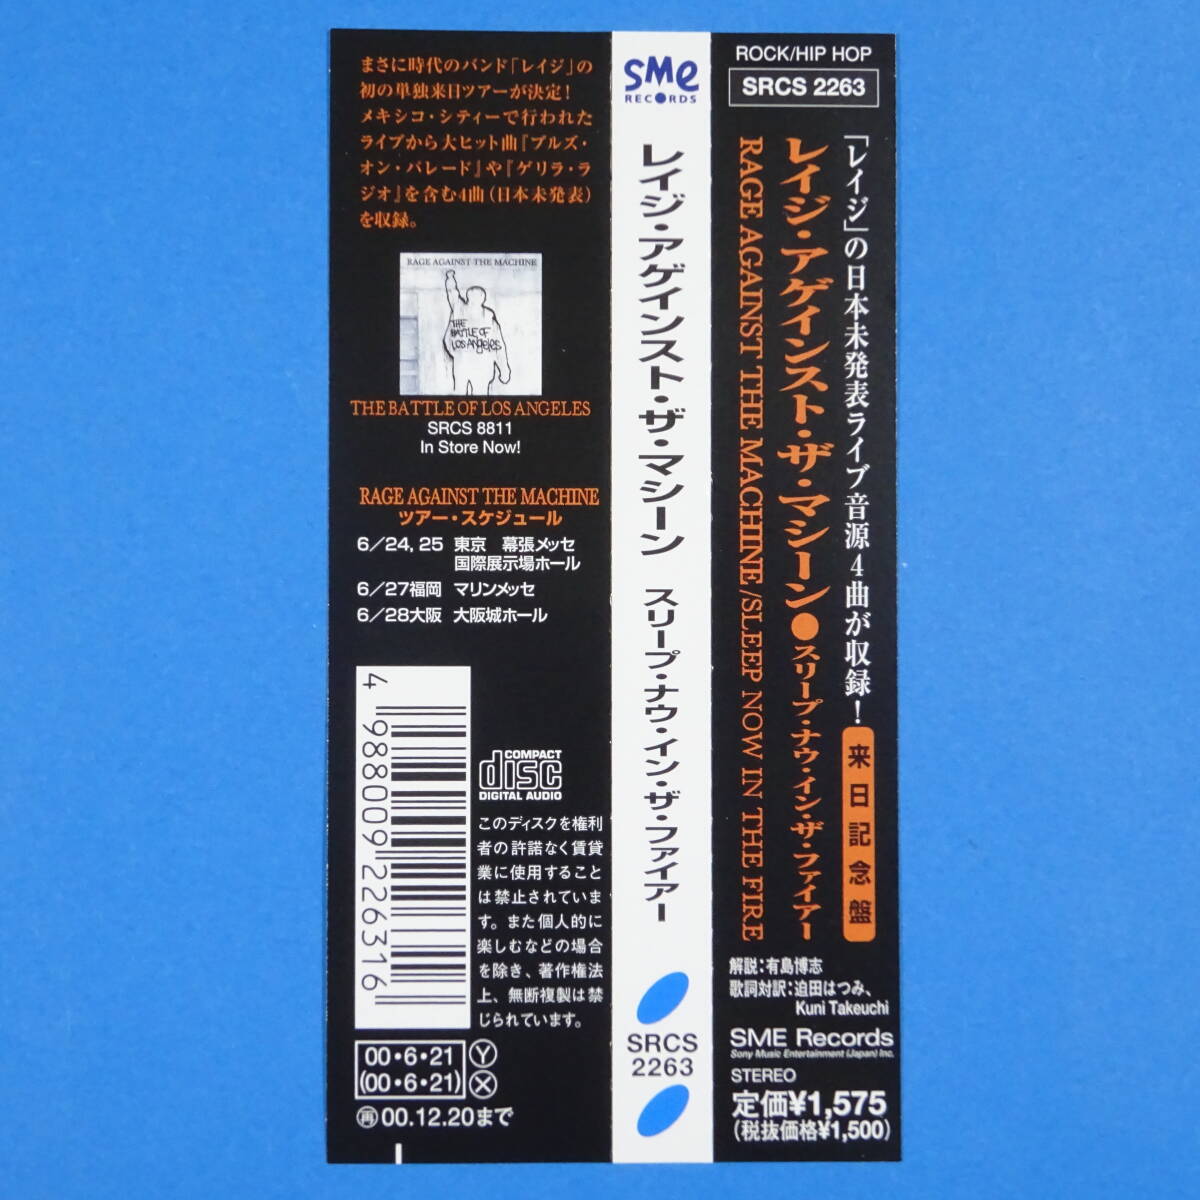 まさに時代のバンド「レイジ」の
初の単独来日ツアーが決定!
メキシコ・シティーで行われた
ライブから大ヒット曲『ブルズ・
オン・パレード』や『ゲリラ・ラ
ジオ』を含む4曲(日本未発表)
を収録。
RAGE AGAINST THE MACHINE
THE
BATTLE OF
LOS ANgeles
THE BATTLE OF LOS ANGELES
SRCS 8811
In Store Now!
RAGE AGAINST THE MACHINE
ツアー・スケジュール
6/24, 25 東京 幕張メッセ
国際展示場ホール
6/27福岡 マリンメッセ
6/28大阪 大阪城ホール
4 988009 226316
COMPACT
disc
DIGITAL AUDIO
このディスクを権利
者の許諾なく賃貸
業に使用すること
は禁止されていま
す。また個人的に
楽しむなどの場合
を除き、著作権法
上、無断複製は禁
じられています。
00・6・21 Y
(00・6・21) X
再00.12.20まで
SMe
RECORDS
レイジ・アゲインスト・ザ・マシーン スリープ・ナウ・イン・ザ・ファイアー
SRCS
2263
ROCK/HIP HOP
SRCS 2263
「レイジ」の日本未発表ライブ音源4曲が収録!
来日記念盤
レイジ・アゲインスト・ザ・マシーン●スリープ・ナウ・イン・ザ・ファイアー
RAGE AGAINST THE MACHINE/SLEEP NOW IN THE FIRE
解説:有島博志
歌詞対訳:迫田はつみ、
Kuni Takeuchi
SME Records
Sony Music Entertainment (Japan) Inc.
STEREO
定価¥1,575
(税抜価格¥1,500)